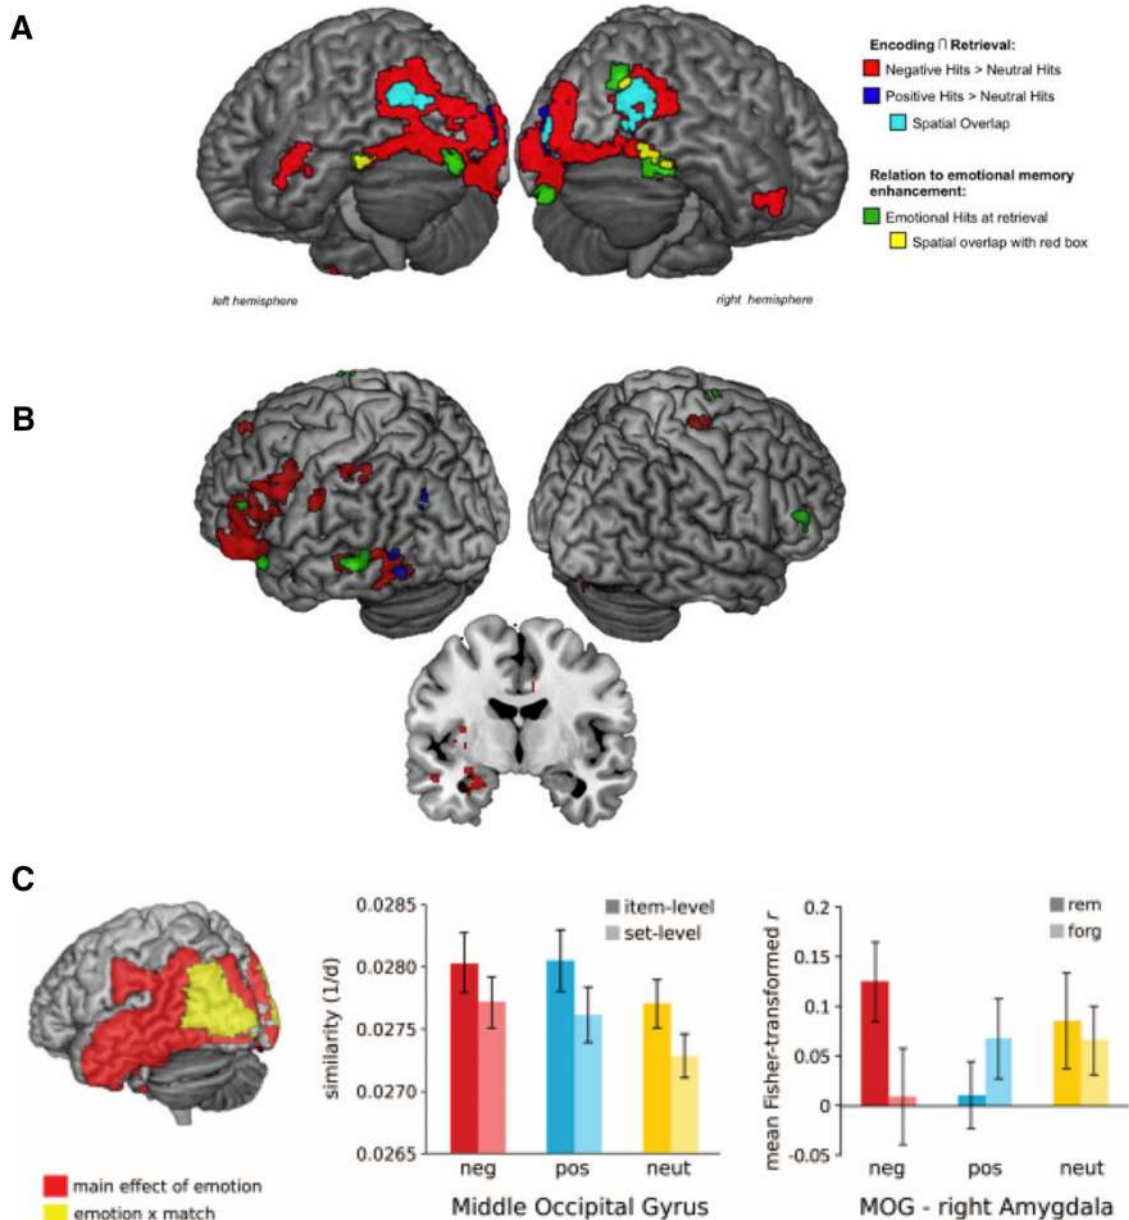 A
Encoding ∩ Retrieval:
Negative Hits > Neutral Hits
Positive Hits > Neutral Hits
Spatial Overlap
Relation to emotional memory
enhancement:
Emotional Hits at retrieval
Spatial overlap with red box
left hemisphere
right hemisphere
B
C
main effect of emotion
emotion x match
0.0285
0.0280
0.0275
0.0270
0.0265
similarity (1/d)
item-level
set-level
neg
pos
neut
Middle Occipital Gyrus
0.2
0.15
0.1
0.05
0
-0.05
mean Fisher-transformed r
rem
forg
neg
pos
neut
MOG - right Amygdala